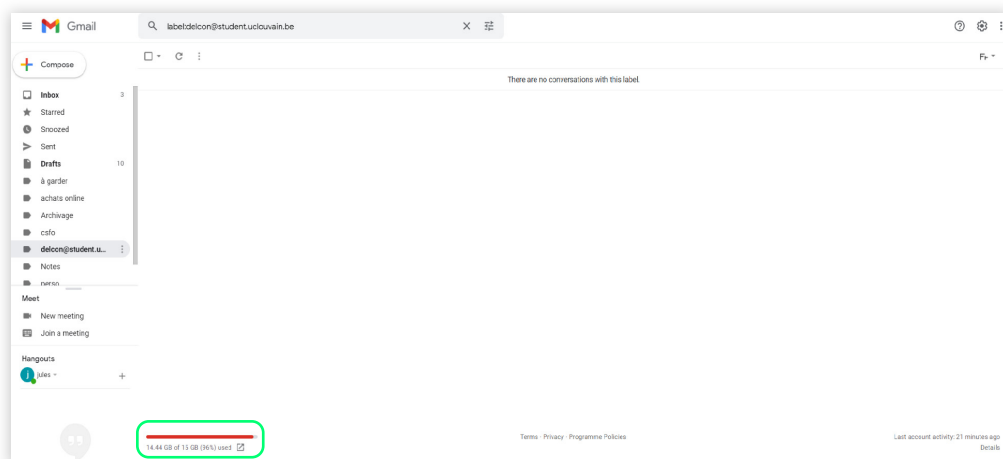 Gmail
label:delcon@student.uclouvain.be
Compose
There are no conversations with this label.
Inbox 3
Starred
Snoozed
Sent
Drafts 10
à garder
achats online
Archivage
csfo
delccn@student.u...
Notes
perso
Meet
New meeting
Join a meeting
Hangouts
j jules
14.44 GB of 15 GB (96%) used
Terms · Privacy · Programme Policies
Last account activity: 21 minutes ago
Details